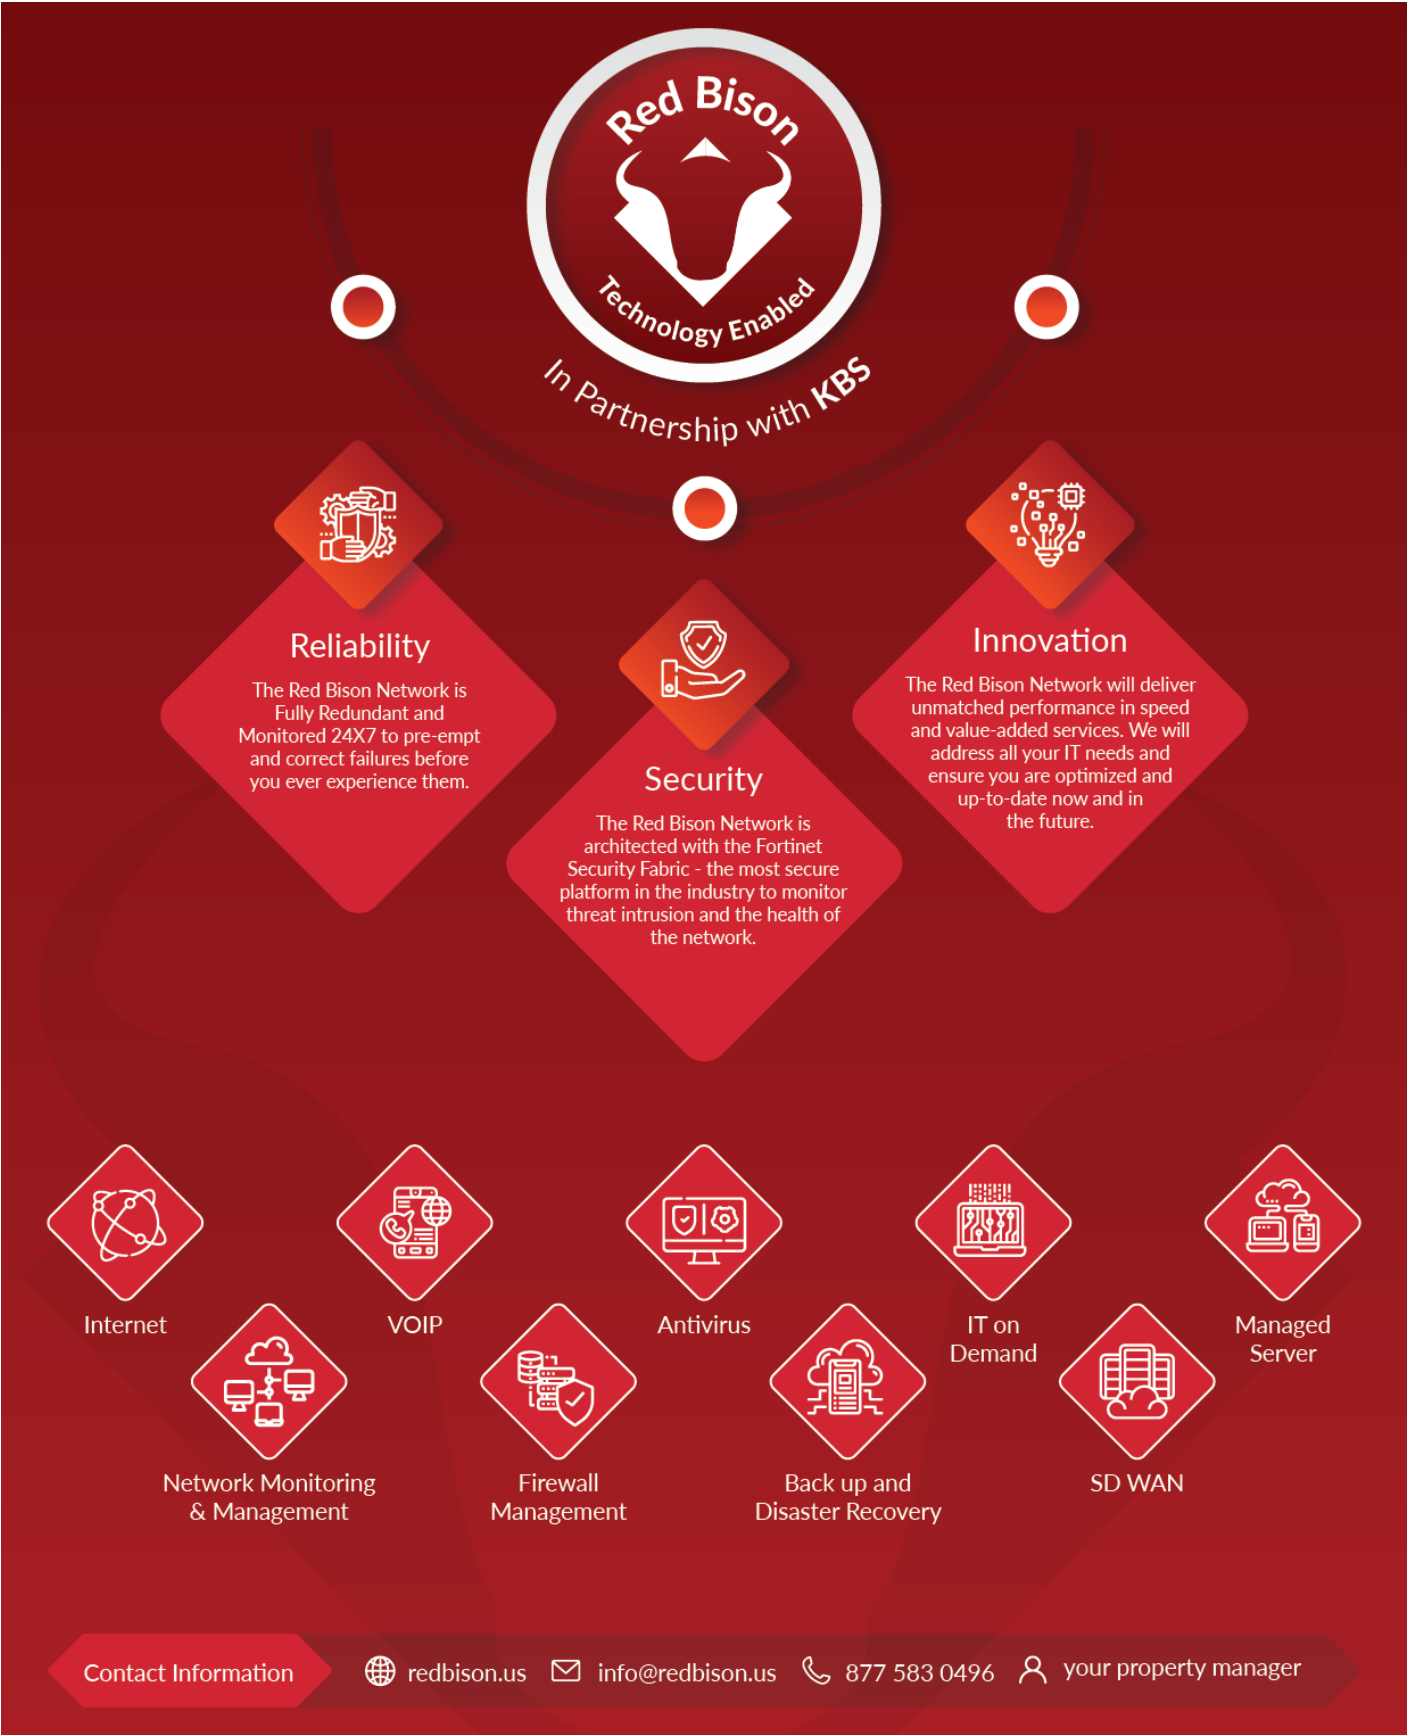 Red Bison
Technology Enabled
In Partnership with KBS
Reliability
The Red Bison Network is
Fully Redundant and
Monitored 24X7 to pre-empt
and correct failures before
you ever experience them.
Security
The Red Bison Network is
architected with the Fortinet
Security Fabric - the most secure
platform in the industry to monitor
threat intrusion and the health of
the network.
Innovation
The Red Bison Network will deliver
unmatched performance in speed
and value-added services. We will
address all your IT needs and
ensure you are optimized and
up-to-date now and in
the future.
Internet
VOIP
Antivirus
IT on
Demand
Managed
Server
Network Monitoring
& Management
Firewall
Management
Back up and
Disaster Recovery
SD WAN
Contact Information
redbison.us
info@redbison.us
877 583 0496
your property manager